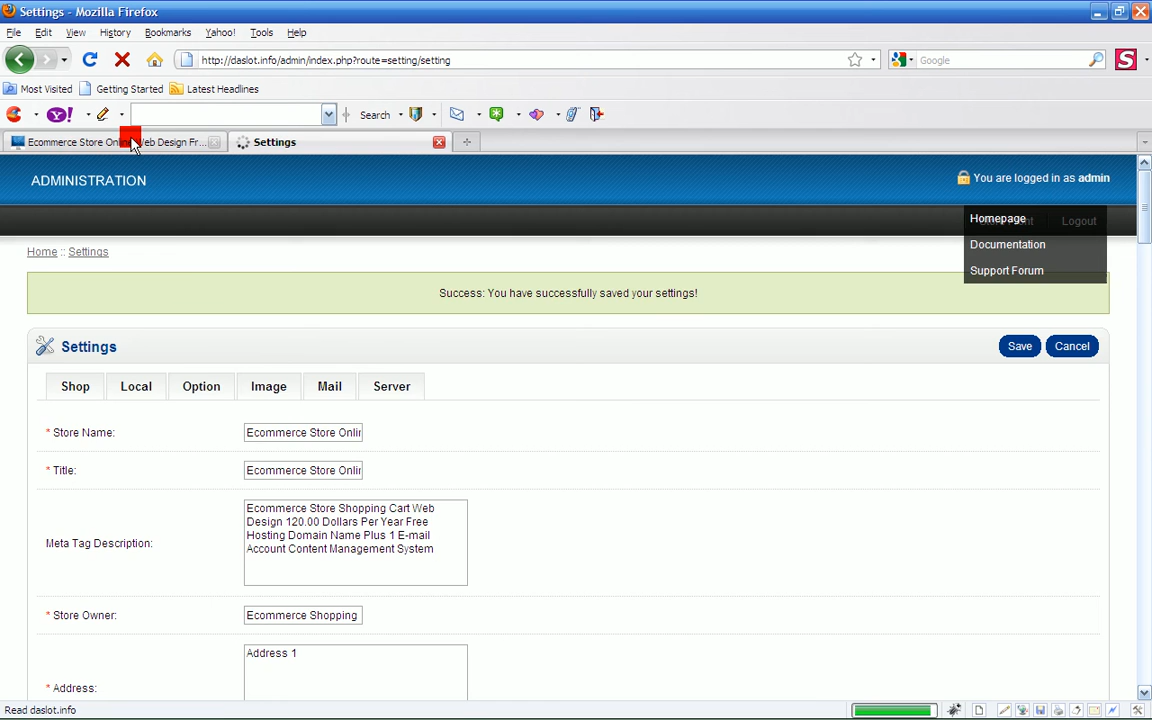 Settings - Mozilla Firefox
File Edit View History Bookmarks Yahoo! Tools Help
http://daslot.info/admin/index.php?route=setting/setting
Google
S
Most Visited Getting Started Latest Headlines
Y! Search
Ecommerce Store Online Web Design Fr... Settings
ADMINISTRATION
You are logged in as admin
Homepage
Logout
Documentation
Support Forum
Home :: Settings
Success: You have successfully saved your settings!
Settings
Save Cancel
Shop Local Option Image Mail Server
* Store Name: Ecommerce Store Onlin
* Title: Ecommerce Store Onlin
Meta Tag Description:
Ecommerce Store Shopping Cart Web
Design 120.00 Dollars Per Year Free
Hosting Domain Name Plus 1 E-mail
Account Content Management System
* Store Owner: Ecommerce Shopping
* Address:
Address 1
Read daslot.info